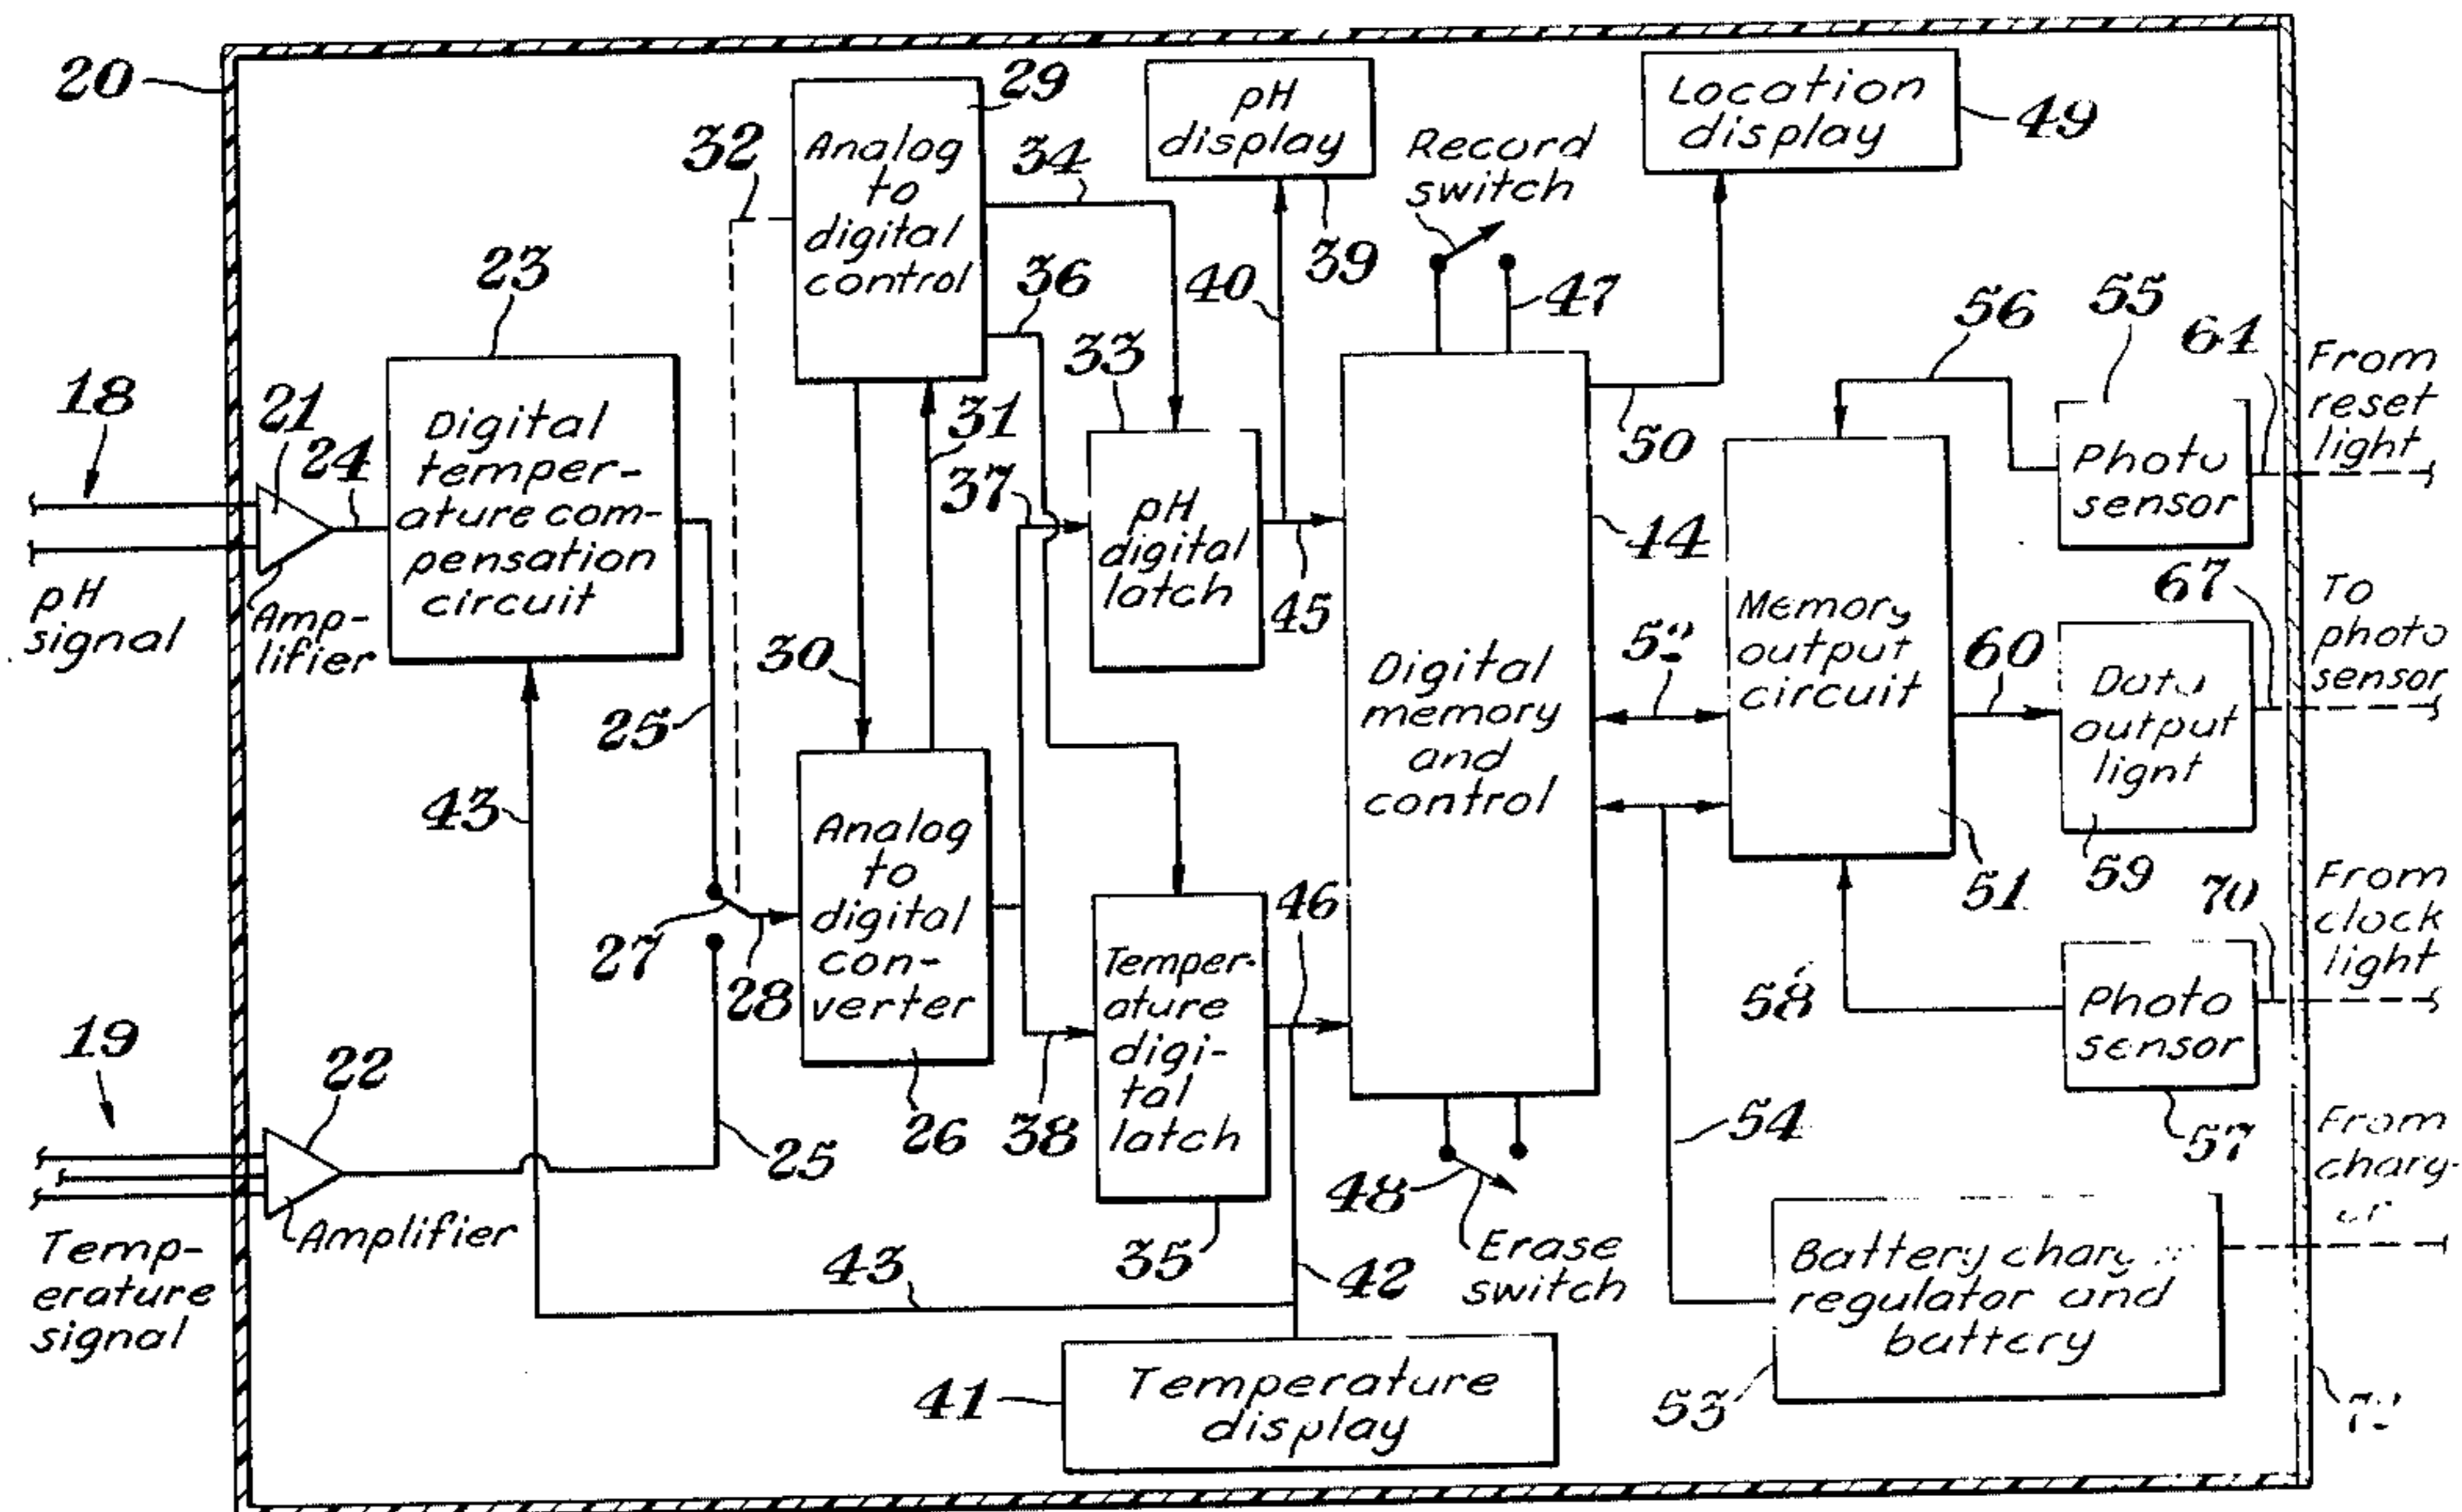 20
18
pH
signal
21
24
Amp-
lifier
23
Digital
temper-
ature com-
pensation
circuit
43
25
32
29
Analog
to
digital
control
34
36
30
31
37
27
28
Analog
to
digital
con-
verter
26
38
19
Temp-
erature
signal
22
Amplifier
25
43
33
pH
digital
latch
Temper-
ature
digi-
tal
latch
35
pH
display
39
40
45
46
42
41
Temperature
display
Record
switch
47
Digital
memory
and
control
44
48
Erase
switch
Location
display
49
50
52
54
Memory
output
circuit
51
56
55
Photo
sensor
61
From
reset
light
60
output
59
67
To
photo
sensor
58
Photo
sensor
57
70
From
clock
light
Battery
regulator and
battery
53
From